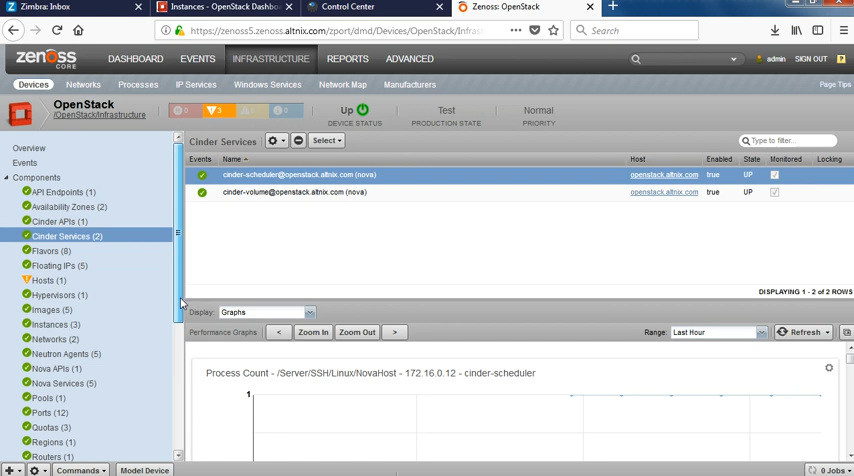 Zimbra: Inbox
Instances - OpenStack Dashbo
Control Center
Zenoss: OpenStack
https://zenoss5.zenoss.altnix.com/zport/dmd/Devices/OpenStack/Infrast
Search
zenoss CORE
DASHBOARD EVENTS INFRASTRUCTURE REPORTS ADVANCED
admin SIGN OUT ?
Devices Networks Processes IP Services Windows Services Network Map Manufacturers
Page Tips
OpenStack
/OpenStack/Infrastructure
Up
DEVICE STATUS
Test
PRODUCTION STATE
Normal
PRIORITY
Overview
Events
Components
API Endpoints (1)
Availability Zones (2)
Cinder APIs (1)
Cinder Services (2)
Flavors (8)
Floating IPs (5)
Hosts (1)
Hypervisors (1)
Images (5)
Instances (3)
Networks (2)
Neutron Agents (5)
Nova APIs (1)
Nova Services (5)
Pools (1)
Ports (12)
Quotas (3)
Regions (1)
Routers (1)
Cinder Services
Select
Type to filter...
Events Name Host Enabled State Monitored Locking
cinder-scheduler@openstack.altnix.com (nova) openstack.altnix.com true UP
cinder-volume@openstack.altnix.com (nova) openstack.altnix.com true UP
DISPLAYING 1 - 2 of 2 ROWS
Display: Graphs
Performance Graphs < Zoom In Zoom Out > Range: Last Hour Refresh
Process Count - /Server/SSH/Linux/NovaHost - 172.16.0.12 - cinder-scheduler
1
Commands Model Device
0 Jobs